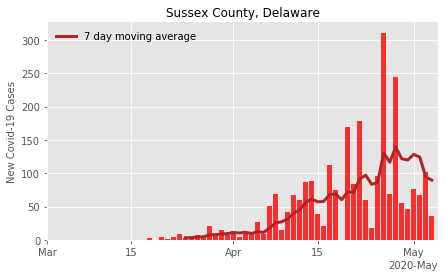 Sussex County, Delaware
7 day moving average
New Covid-19 Cases
300
250
200
150
100
50
0
Mar
15
Apr
15
May
2020-May